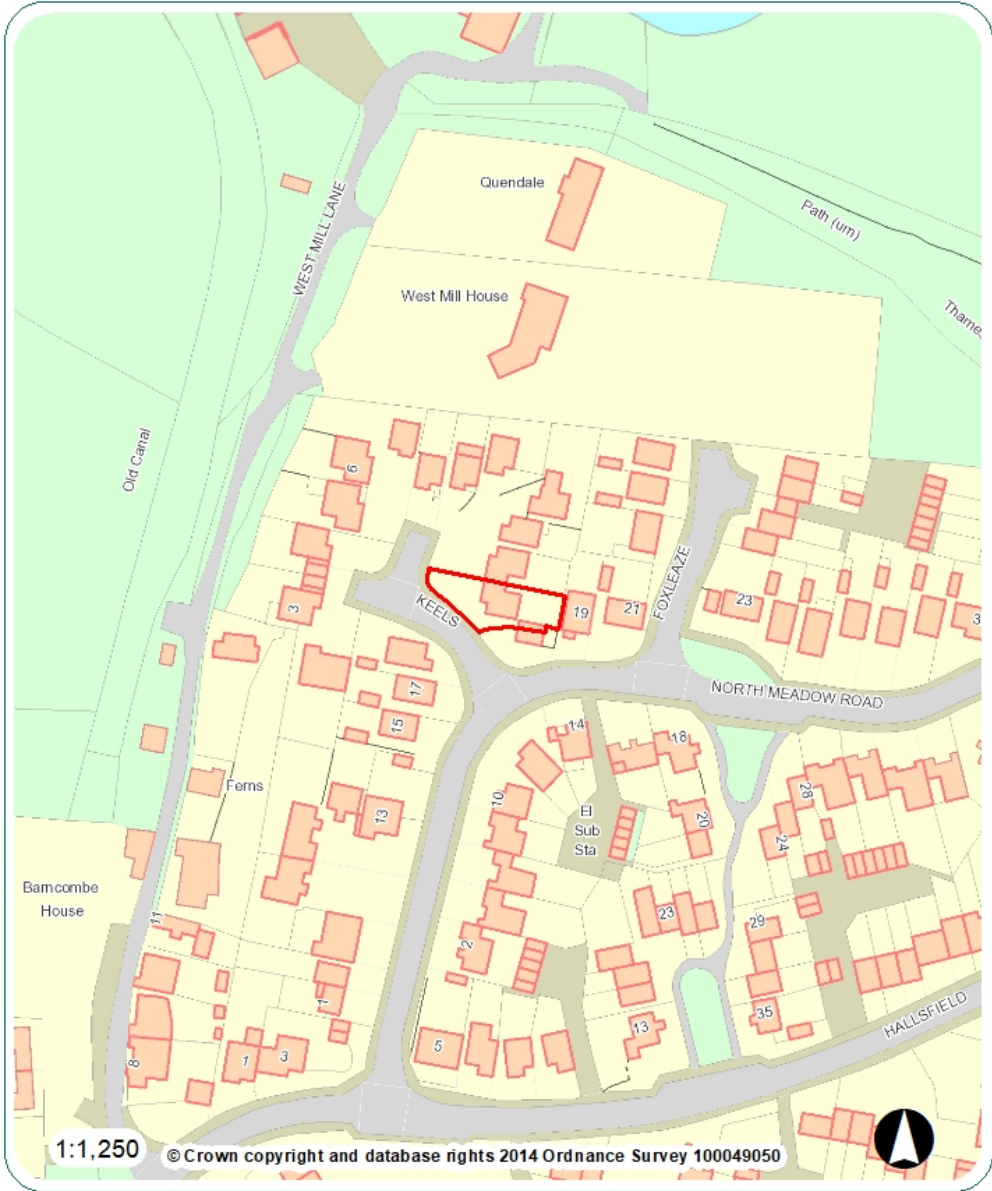 Quendale
Path (um)
WEST MILL LANE
West Mill House
Thame
Old Canal
6
3
KEELS
19
21
FOXLEAZE
23
3
NORTH MEADOW ROAD
17
15
14
18
Ferns
10
El
Sub
Sta
13
20
28
24
Barncombe
House
11
23
29
2
1
35
13
HALLSFIELD
5
8
1
3
1:1,250
© Crown copyright and database rights 2014 Ordnance Survey 100049050